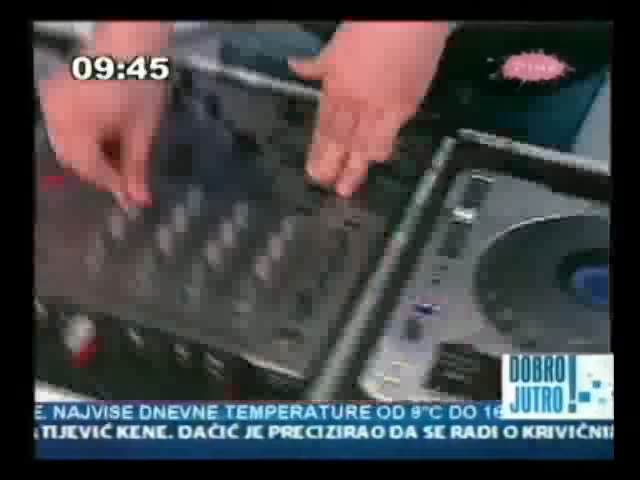 09:45
DOBRO
JUTRO!
E. NAJVISE DNEVNE TEMPERATURE OD 9°C DO 16
TIJEVIĆ KENE. DAČIĆ JE PRECIZIRAO DA SE RADI O KRIVIČNI